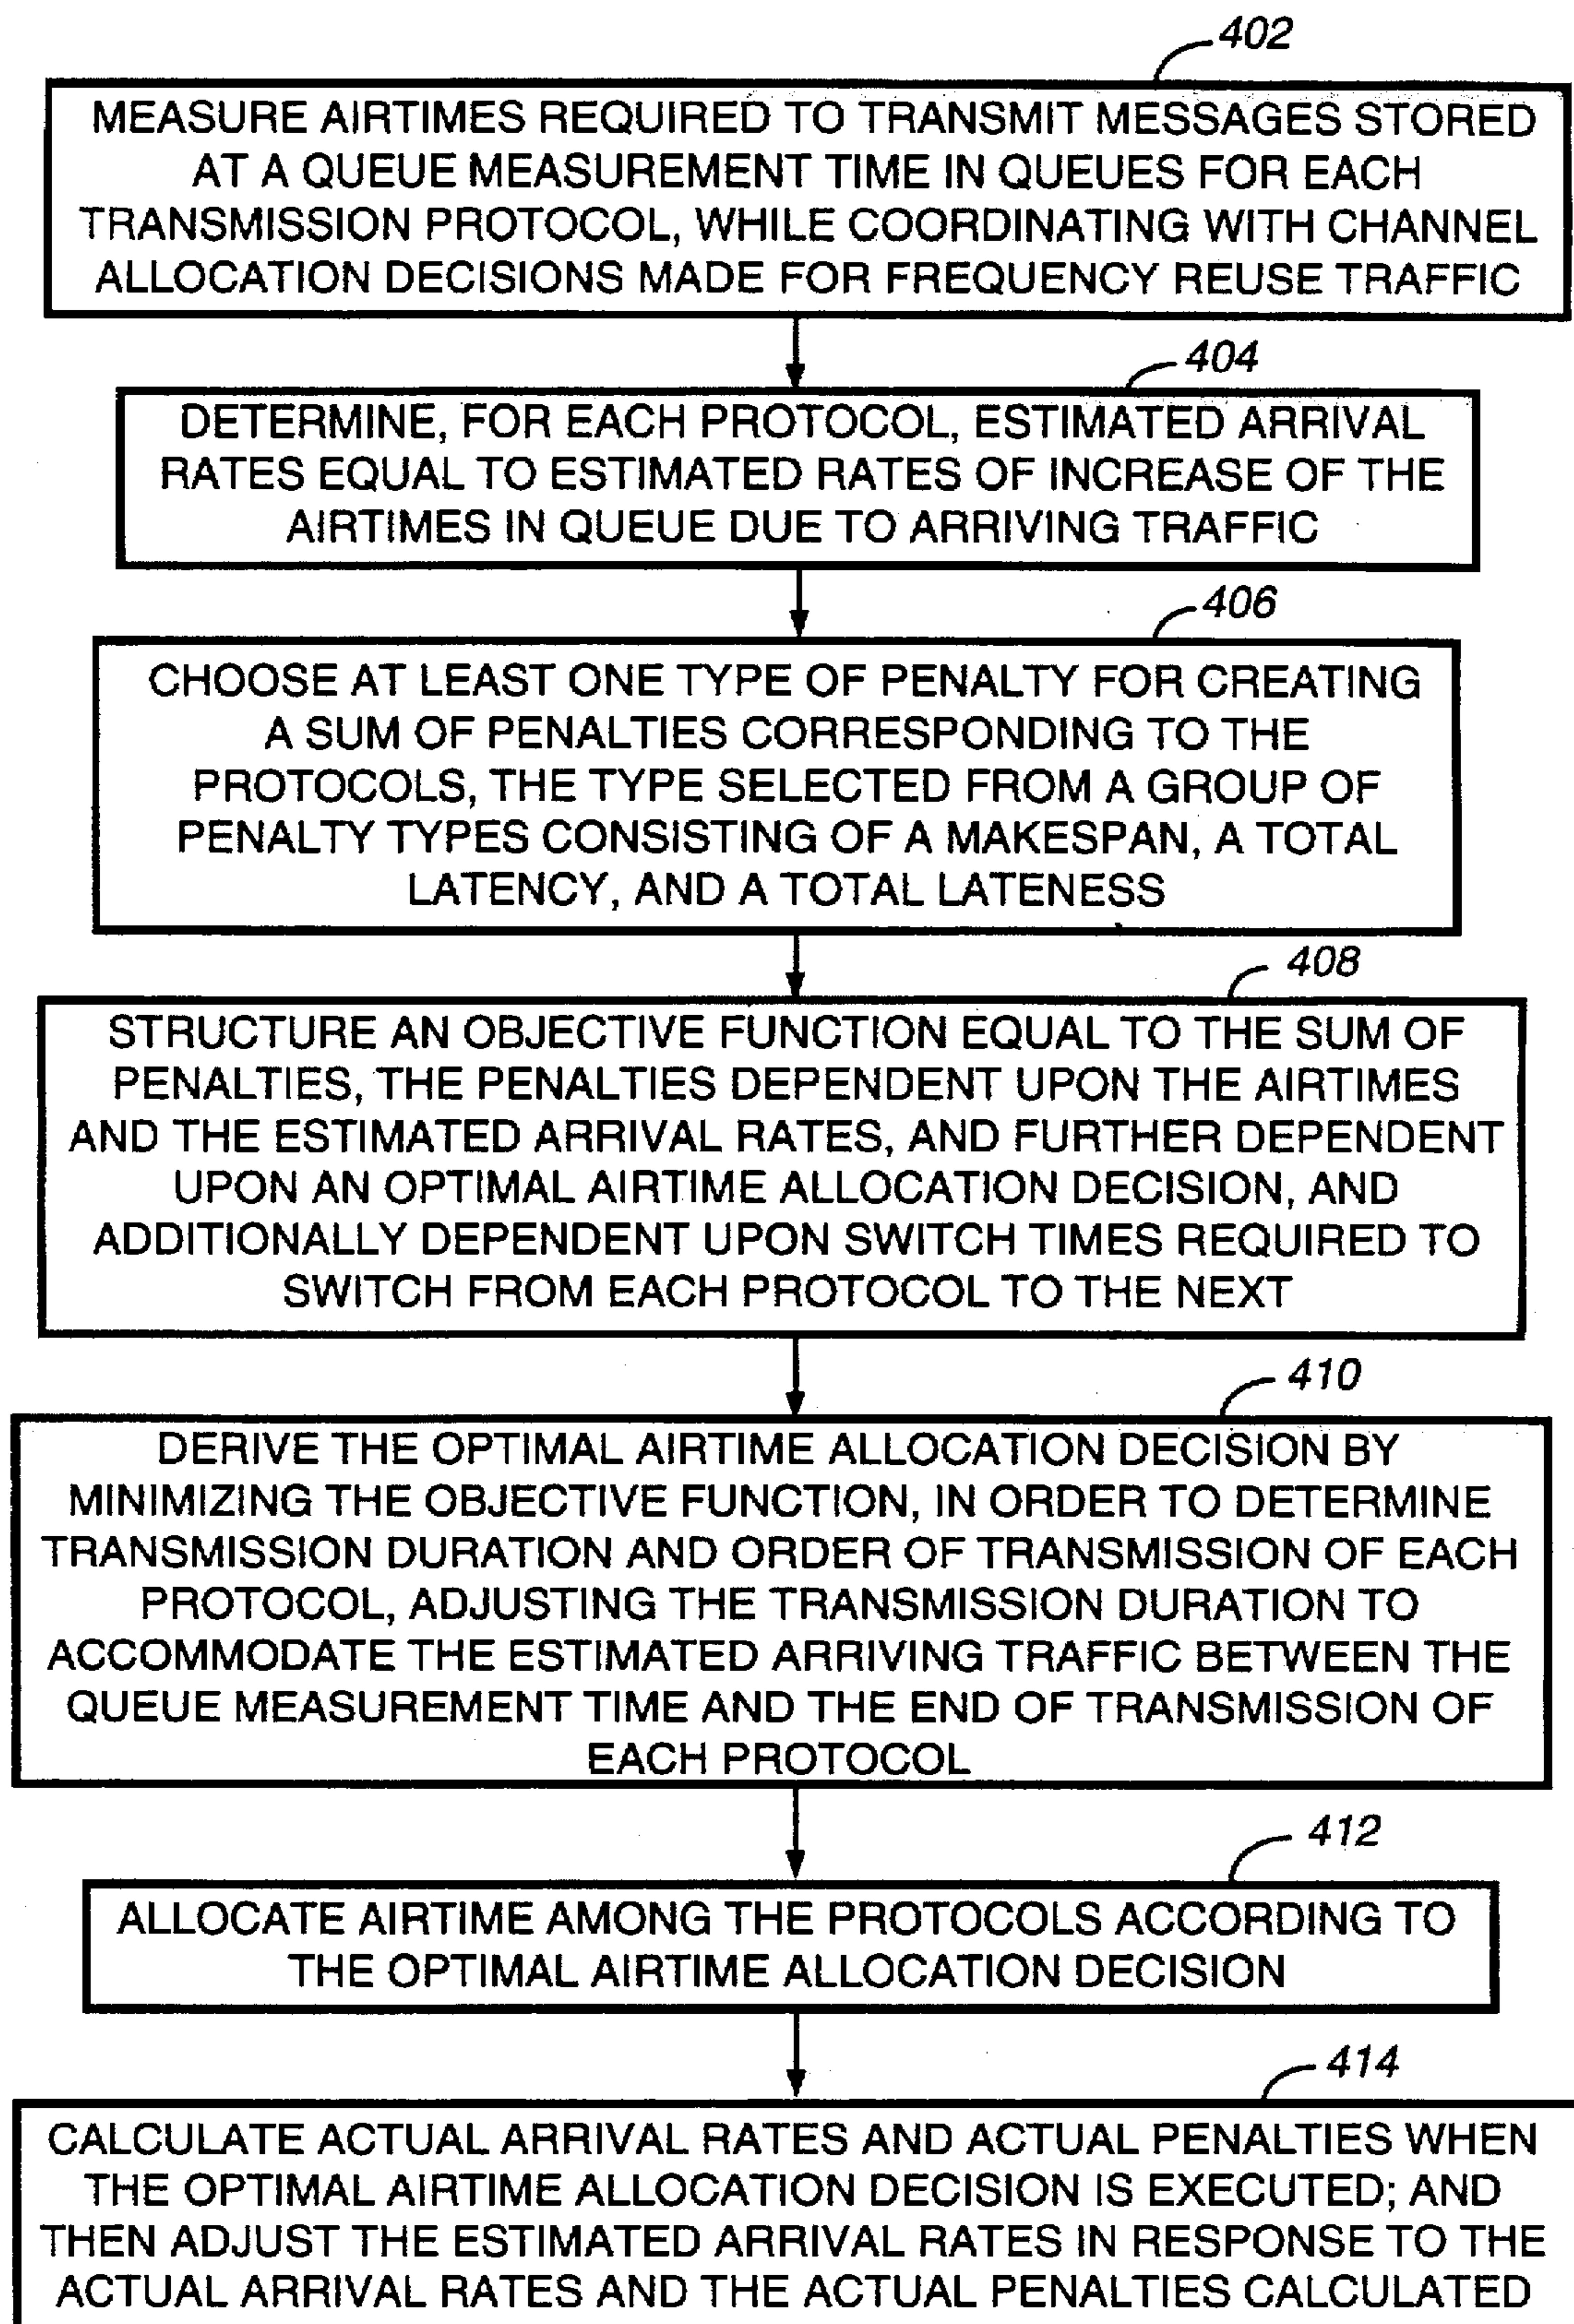 402
MEASURE AIRTIMES REQUIRED TO TRANSMIT MESSAGES STORED
AT A QUEUE MEASUREMENT TIME IN QUEUES FOR EACH
TRANSMISSION PROTOCOL, WHILE COORDINATING WITH CHANNEL
ALLOCATION DECISIONS MADE FOR FREQUENCY REUSE TRAFFIC
404
DETERMINE, FOR EACH PROTOCOL, ESTIMATED ARRIVAL
RATES EQUAL TO ESTIMATED RATES OF INCREASE OF THE
AIRTIMES IN QUEUE DUE TO ARRIVING TRAFFIC
406
CHOOSE AT LEAST ONE TYPE OF PENALTY FOR CREATING
A SUM OF PENALTIES CORRESPONDING TO THE
PROTOCOLS, THE TYPE SELECTED FROM A GROUP OF
PENALTY TYPES CONSISTING OF A MAKESPAN, A TOTAL
LATENCY, AND A TOTAL LATENESS
408
STRUCTURE AN OBJECTIVE FUNCTION EQUAL TO THE SUM OF
PENALTIES, THE PENALTIES DEPENDENT UPON THE AIRTIMES
AND THE ESTIMATED ARRIVAL RATES, AND FURTHER DEPENDENT
UPON AN OPTIMAL AIRTIME ALLOCATION DECISION, AND
ADDITIONALLY DEPENDENT UPON SWITCH TIMES REQUIRED TO
SWITCH FROM EACH PROTOCOL TO THE NEXT
410
DERIVE THE OPTIMAL AIRTIME ALLOCATION DECISION BY
MINIMIZING THE OBJECTIVE FUNCTION, IN ORDER TO DETERMINE
TRANSMISSION DURATION AND ORDER OF TRANSMISSION OF EACH
PROTOCOL, ADJUSTING THE TRANSMISSION DURATION TO
ACCOMMODATE THE ESTIMATED ARRIVING TRAFFIC BETWEEN THE
QUEUE MEASUREMENT TIME AND THE END OF TRANSMISSION OF
EACH PROTOCOL
412
ALLOCATE AIRTIME AMONG THE PROTOCOLS ACCORDING TO
THE OPTIMAL AIRTIME ALLOCATION DECISION
414
CALCULATE ACTUAL ARRIVAL RATES AND ACTUAL PENALTIES WHEN
THE OPTIMAL AIRTIME ALLOCATION DECISION IS EXECUTED; AND
THEN ADJUST THE ESTIMATED ARRIVAL RATES IN RESPONSE TO THE
ACTUAL ARRIVAL RATES AND THE ACTUAL PENALTIES CALCULATED